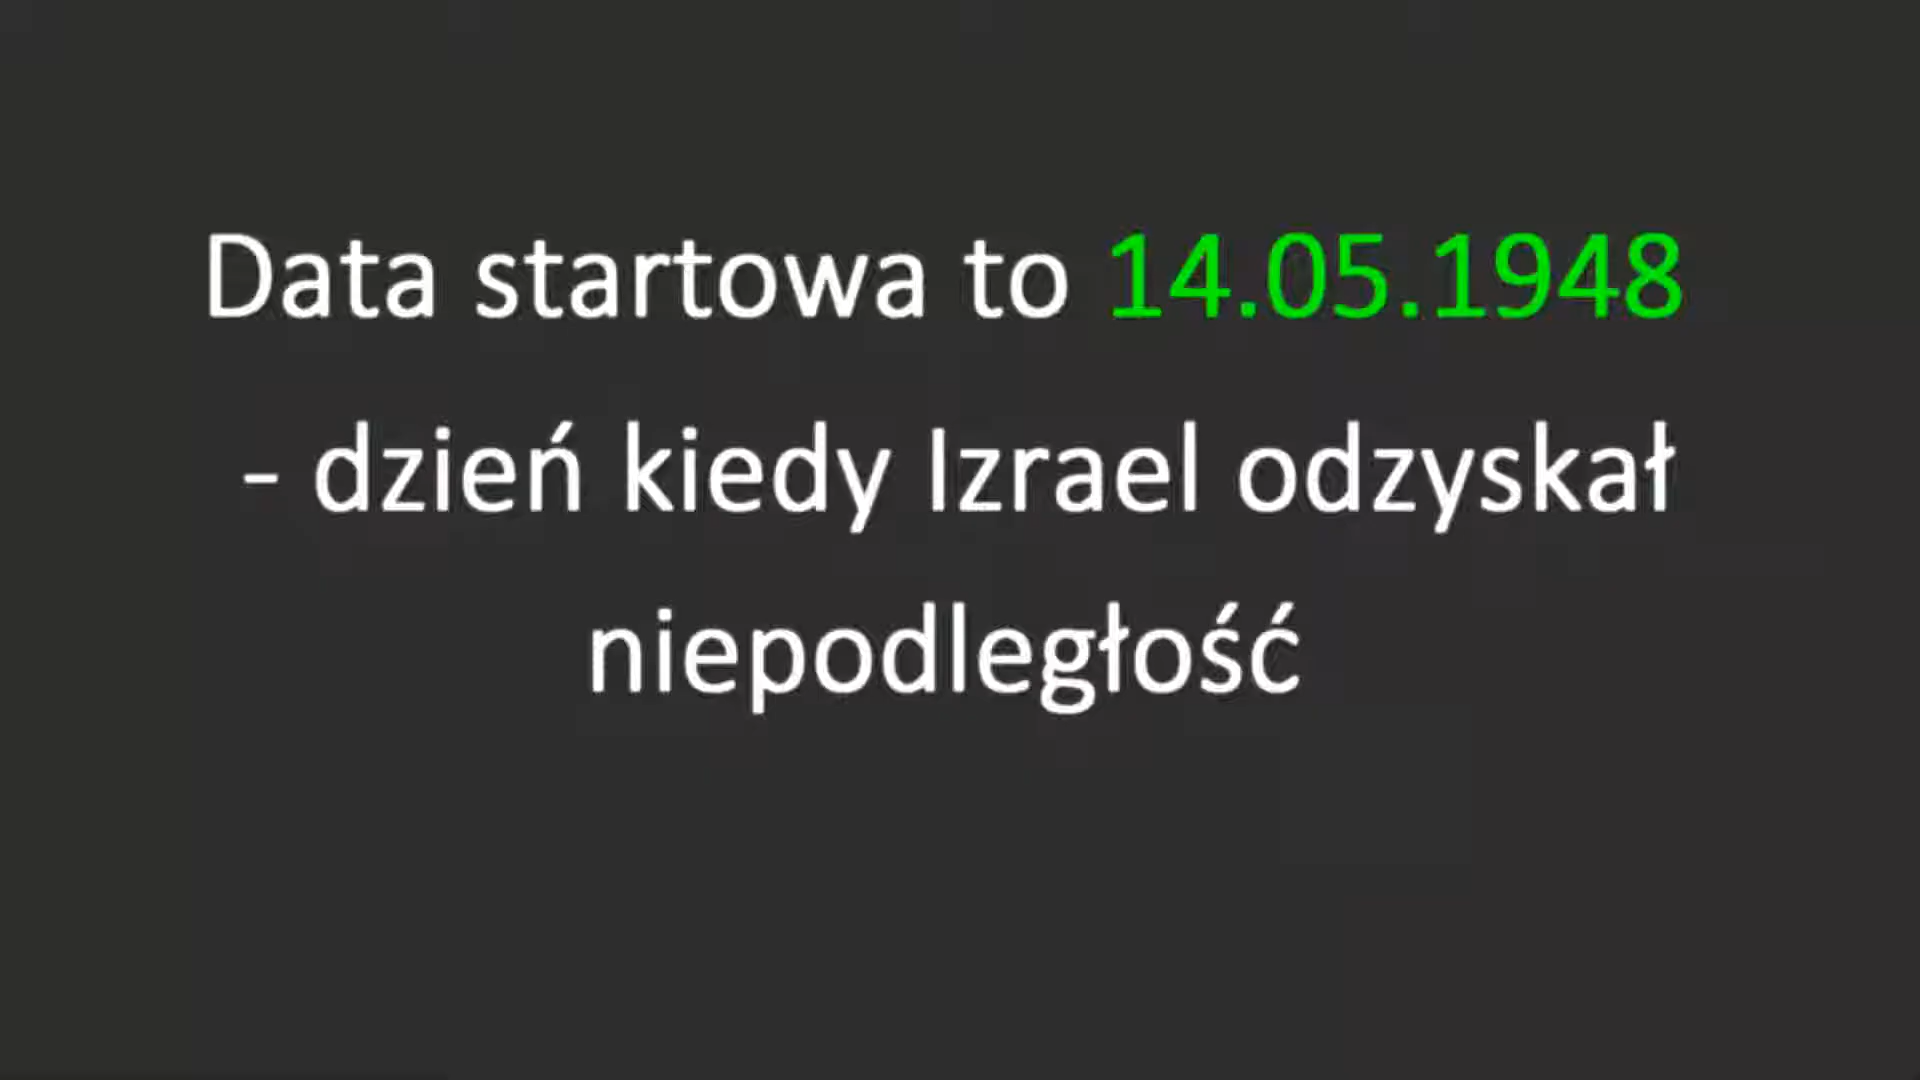 Data startowa to 14.05.1948
- dzień kiedy Izrael odzyskał
niepodległość